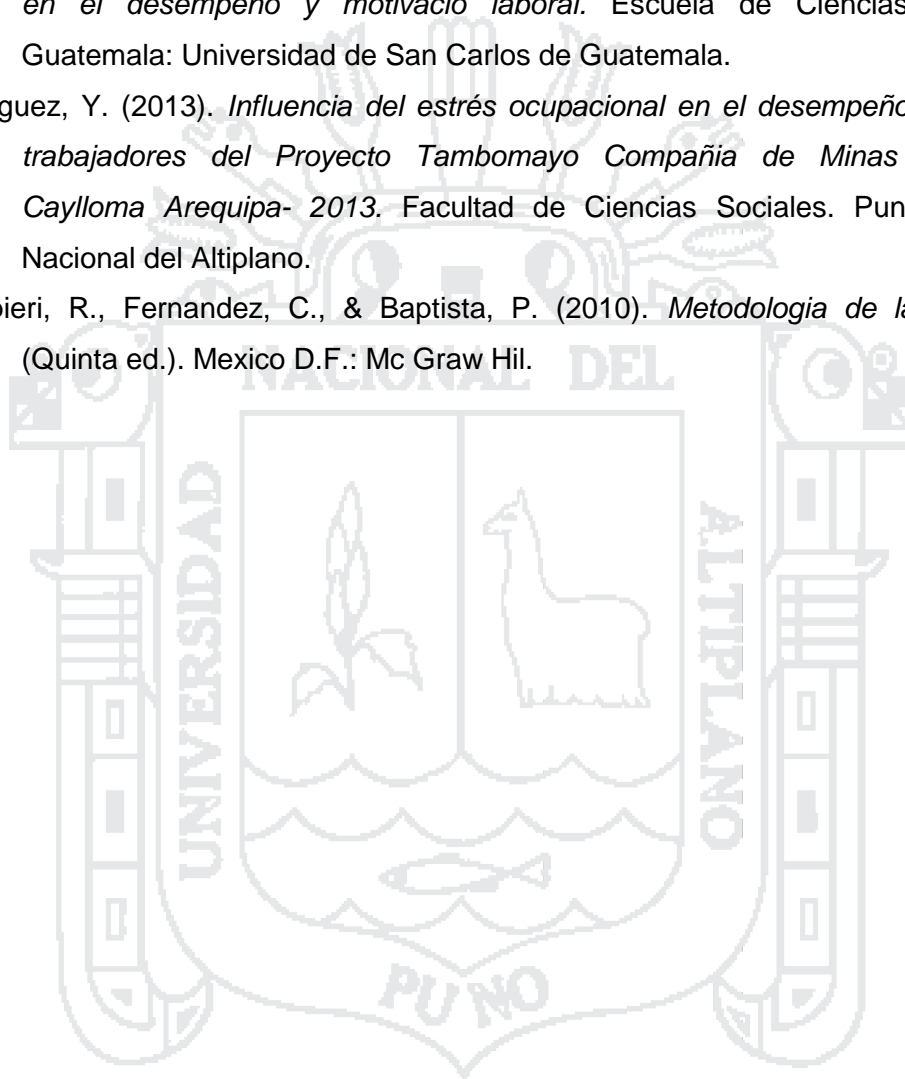 en el desempeño y motivació laboral. Escuela de Ciencias
Guatemala: Universidad de San Carlos de Guatemala.
guez, Y. (2013). Influencia del estrés ocupacional en el desempeño
trabajadores del Proyecto Tambomayo Compañia de Minas
Caylloma Arequipa- 2013. Facultad de Ciencias Sociales. Pun
Nacional del Altiplano.
pieri, R., Fernandez, C., & Baptista, P. (2010). Metodologia de la
(Quinta ed.). Mexico D.F.: Mc Graw Hil.
NACIONAL DEL
UNIVERSIDAD
ALTIPLANO
PUNO